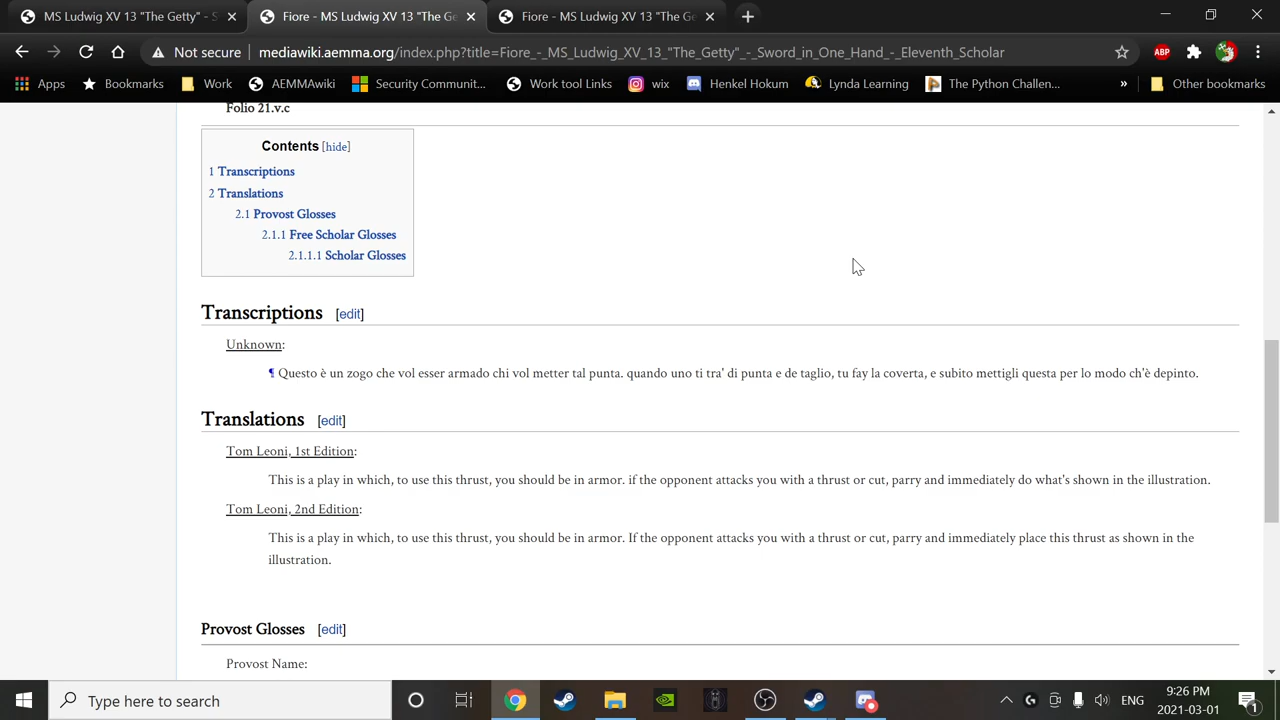 MS Ludwig XV 13 "The Getty" - S
Fiore - MS Ludwig XV 13 "The Ge
Fiore - MS Ludwig XV 13 "The Ge
Not secure | mediawiki.aemma.org/index.php?title=Fiore_-_MS_Ludwig_XV_13_"The_Getty"_-_Sword_in_One_Hand_-_Eleventh_Scholar
ABP
Apps Bookmarks Work AEMMAwiki Security Communit... Work tool Links wix Henkel Hokum Lynda Learning The Python Challen... » Other bookmarks
Folio 21.v.c
Contents [hide]
1 Transcriptions
2 Translations
2.1 Provost Glosses
2.1.1 Free Scholar Glosses
2.1.1.1 Scholar Glosses
Transcriptions [edit]
Unknown:
¶ Questo è un zogo che vol esser armado chi vol metter tal punta. quando uno ti tra' di punta e de taglio, tu fay la coverta, e subito mettigli questa per lo modo ch'è depinto.
Translations [edit]
Tom Leoni, 1st Edition:
This is a play in which, to use this thrust, you should be in armor. if the opponent attacks you with a thrust or cut, parry and immediately do what's shown in the illustration.
Tom Leoni, 2nd Edition:
This is a play in which, to use this thrust, you should be in armor. If the opponent attacks you with a thrust or cut, parry and immediately place this thrust as shown in the
illustration.
Provost Glosses [edit]
Provost Name:
Type here to search
ENG
9:26 PM
2021-03-01
1